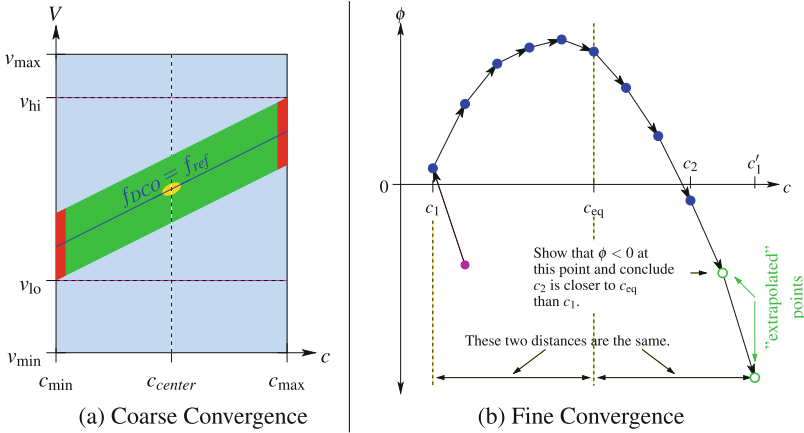 V
v_max
v_hi
v_lo
v_min
f_DCO = f_ref
c
c_min
c_center
c_max
(a) Coarse Convergence
ϕ
0
c_1
c_eq
c_2
c_1'
c
Show that ϕ < 0 at
this point and conclude
c_2 is closer to c_eq
than c_1.
"extrapolated"
points
These two distances are the same.
(b) Fine Convergence